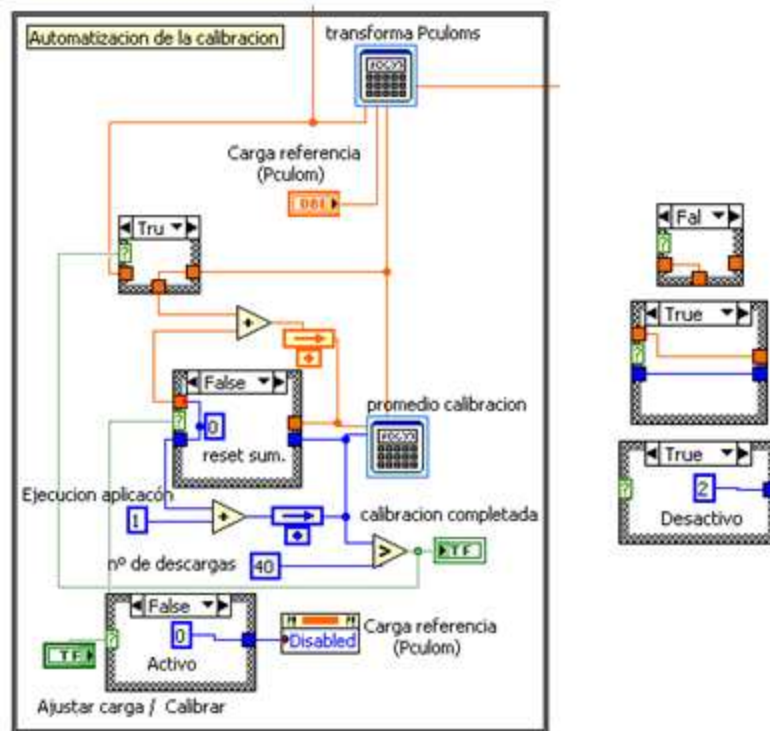 Automatizacion de la calibracion
transforma Pculoms
Carga referencia
(Pculom)
DBL
Tru
Fal
True
False
0
reset sum.
promedio calibracion
Ejecucion aplicacón
1
calibracion completada
nº de descargas
40
TF
True
2
Desactivo
False
0
Activo
Disabled
Carga referencia
(Pculom)
TF
Ajustar carga / Calibrar